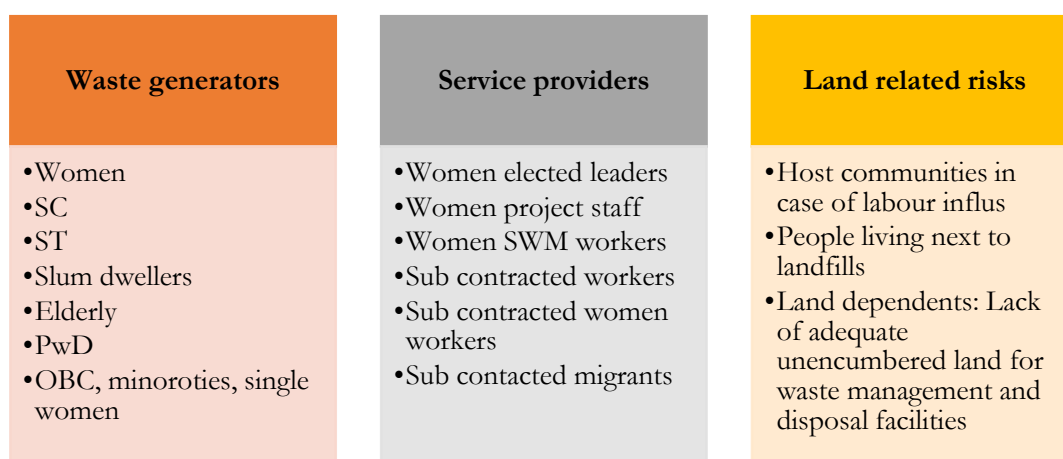 Waste generators
•Women
•SC
•ST
•Slum dwellers
•Elderly
•PwD
•OBC, minoroties, single
women
Service providers
•Women elected leaders
•Women project staff
•Women SWM workers
•Sub contracted workers
•Sub contracted women
workers
•Sub contacted migrants
Land related risks
•Host communities in
case of labour influs
•People living next to
landfills
•Land dependents: Lack
of adequate
unencumbered land for
waste management and
disposal facilities